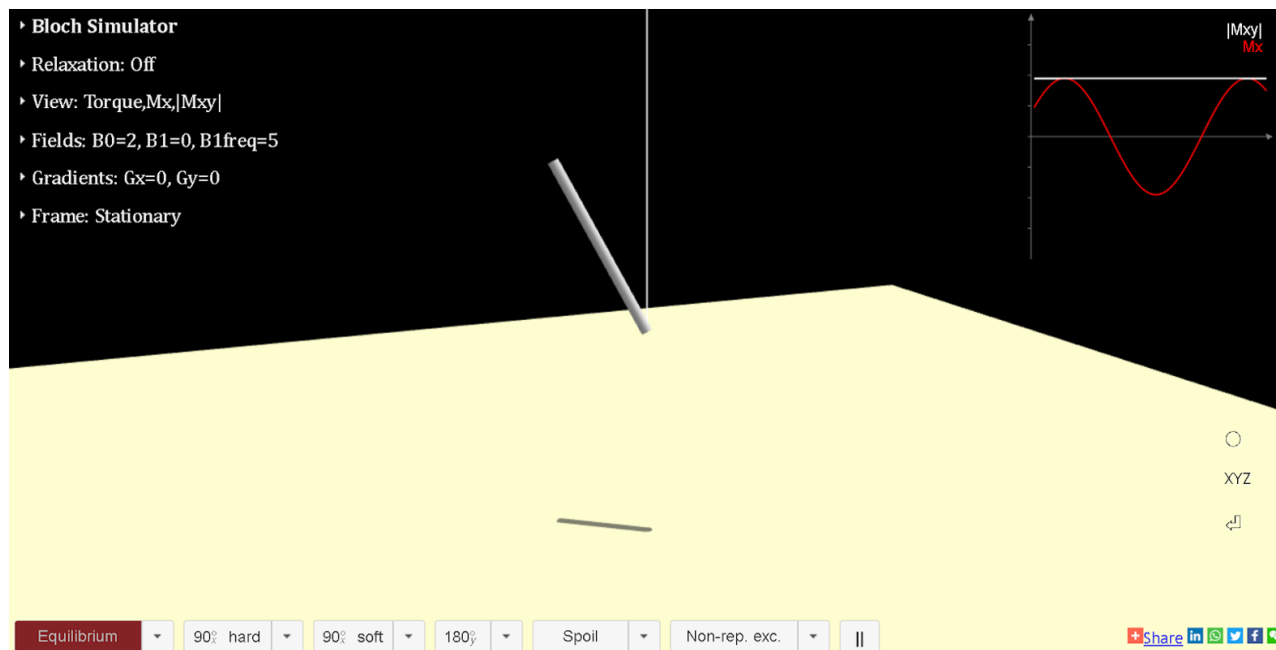 Bloch Simulator
Relaxation: Off
View: Torque,Mx,|Mxy|
Fields: B0=2, B1=0, B1freq=5
Gradients: Gx=0, Gy=0
Frame: Stationary
|Mxy|
Mx
XYZ
Equilibrium
90°x hard
90°x soft
180°y
Spoil
Non-rep. exc.
||
Share